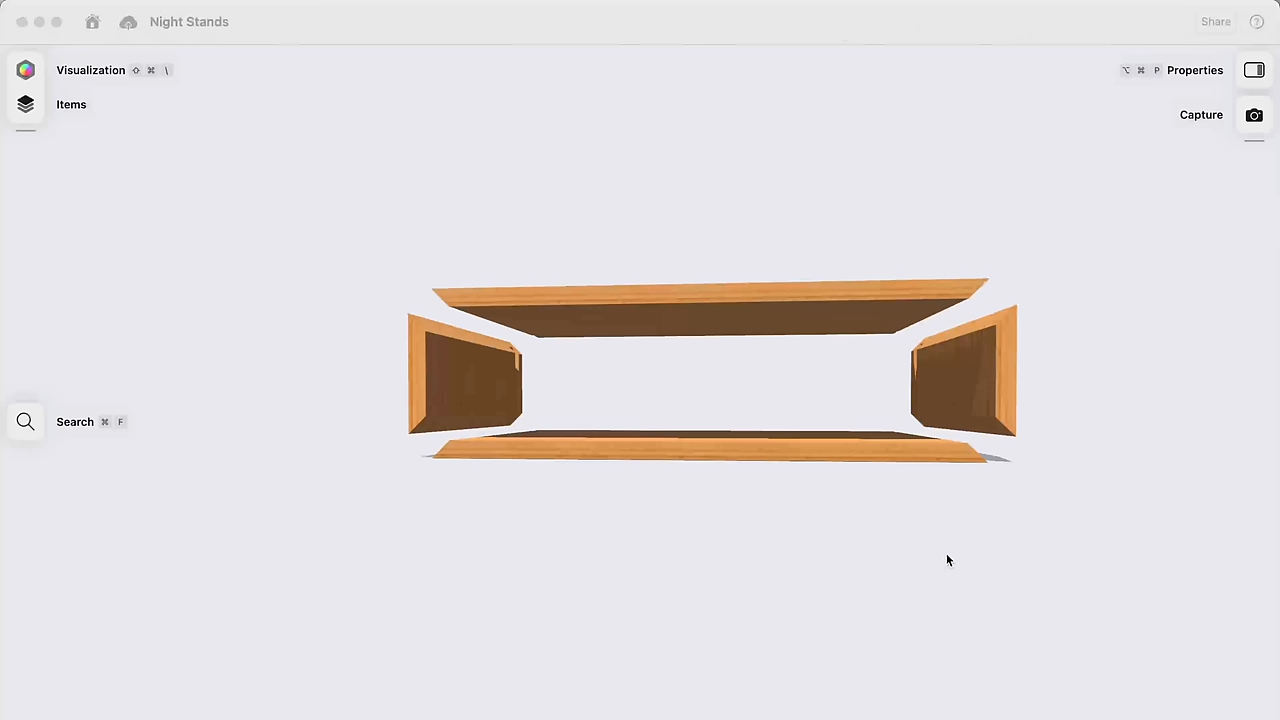 Night Stands
Share
Visualization ⇧ ⌘ \
⌥ ⌘ P Properties
Items
Capture
Search ⌘ F